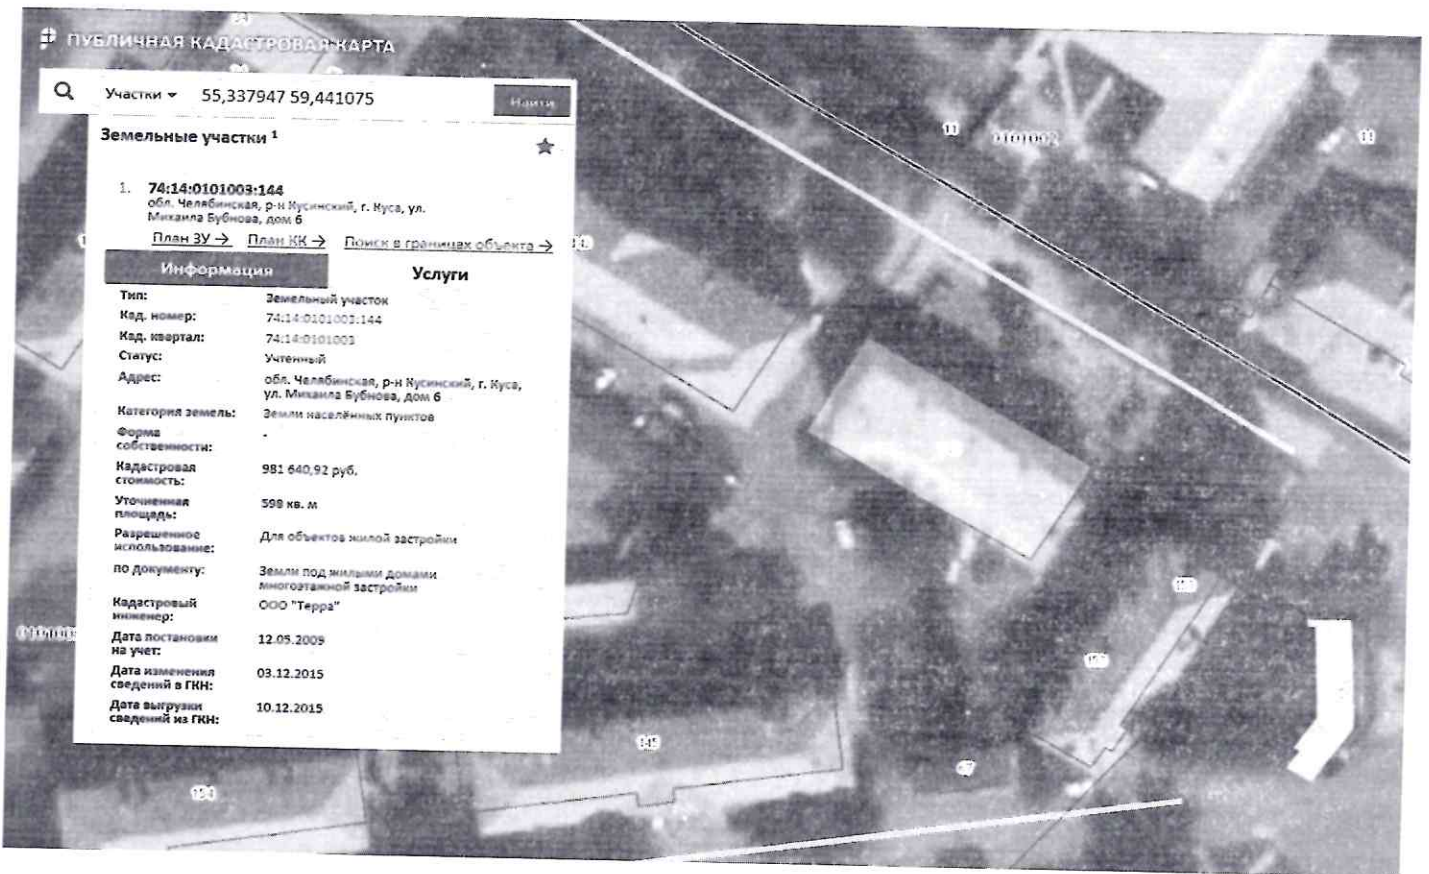 ПУБЛИЧНАЯ КАДАСТРОВАЯ КАРТА
Участки 55,337947 59,441075 Найти
Земельные участки 1
1. 74:14:0101003:144
обл. Челябинская, р-н Кусинский, г. Куса, ул.
Михаила Бубнова, дом 6
План ЗУ → План КК → Поиск в границах объекта →
Информация Услуги
Тип: Земельный участок
Кад. номер: 74:14:0101003:144
Кад. квартал: 74:14:0101003
Статус: Учтенный
Адрес: обл. Челябинская, р-н Кусинский, г. Куса,
ул. Михаила Бубнова, дом 6
Категория земель: Земли населённых пунктов
Форма
собственности: -
Кадастровая
стоимость: 981 640,92 руб.
Уточненная
площадь: 598 кв. м
Разрешенное
использование: Для объектов жилой застройки
по документу: Земли под жилыми домами
многоэтажной застройки
Кадастровый
инженер: ООО "Терра"
Дата постановки
на учет: 12.05.2009
Дата изменения
сведений в ГКН: 03.12.2015
Дата выгрузки
сведений из ГКН: 10.12.2015
11
0101002
145
154
47